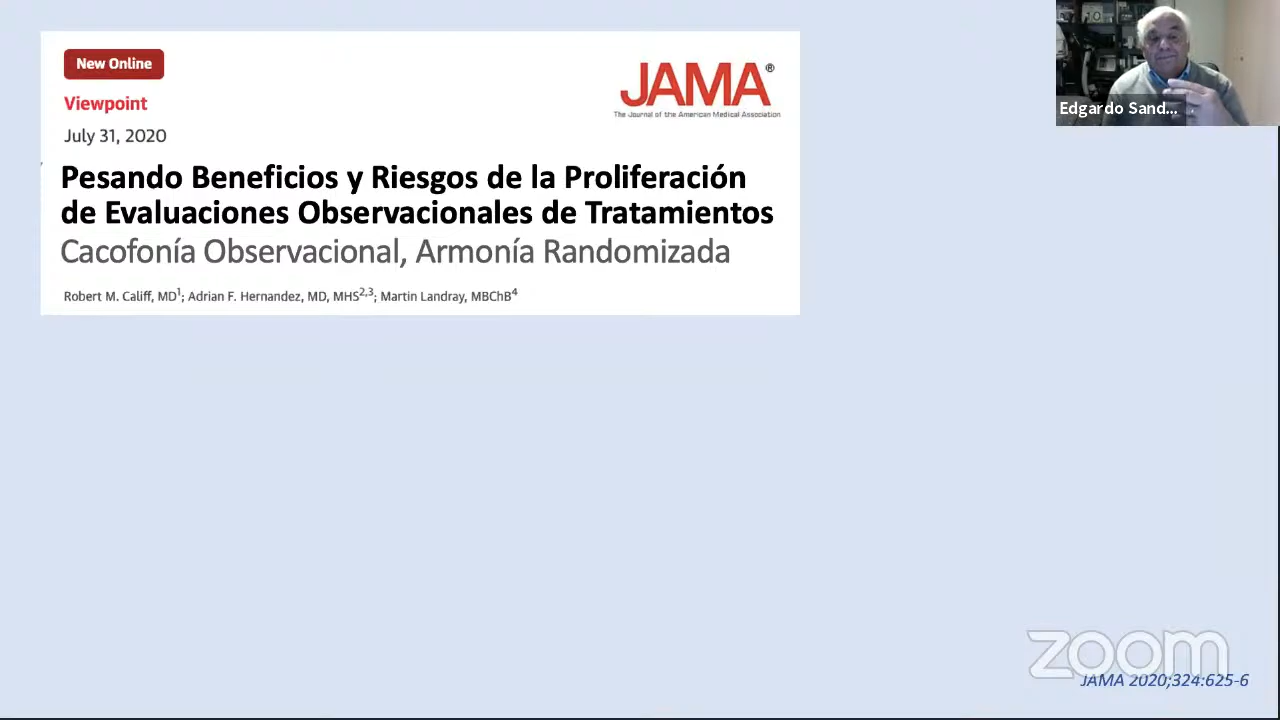 New Online
Viewpoint
July 31, 2020
JAMA®
The Journal of the American Medical Association
Pesando Beneficios y Riesgos de la Proliferación
de Evaluaciones Observacionales de Tratamientos
Cacofonía Observacional, Armonía Randomizada
Robert M. Califf, MD1; Adrian F. Hernandez, MD, MHS2,3; Martin Landray, MBChB4
Edgardo Sand...
zoom
JAMA 2020;324:625-6